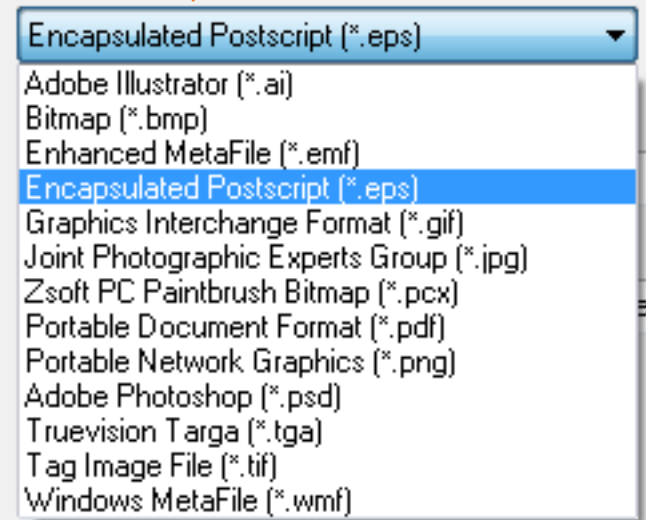 Encapsulated Postscript (*.eps)
Adobe Illustrator (*.ai)
Bitmap (*.bmp)
Enhanced MetaFile (*.emf)
Encapsulated Postscript (*.eps)
Graphics Interchange Format (*.gif)
Joint Photographic Experts Group (*.jpg)
Zsoft PC Paintbrush Bitmap (*.pcx)
Portable Document Format (*.pdf)
Portable Network Graphics (*.png)
Adobe Photoshop (*.psd)
Truevision Targa (*.tga)
Tag Image File (*.tif)
Windows MetaFile (*.wmf)